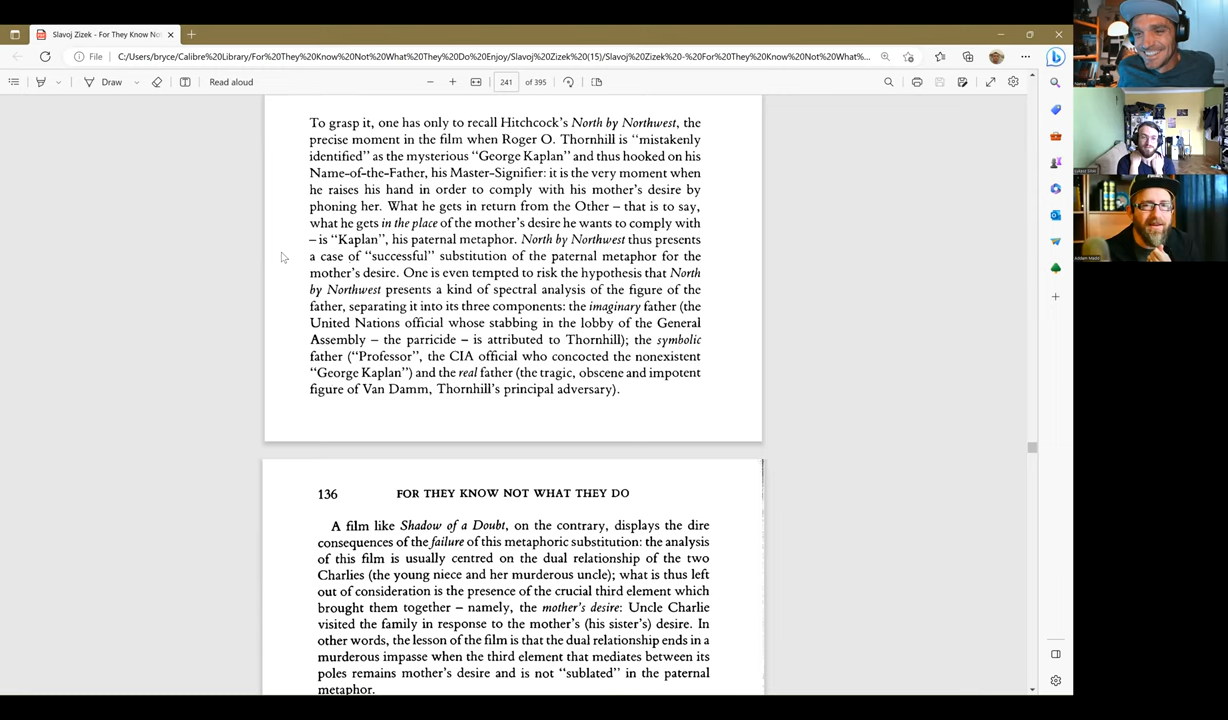 Slavoj Zizek - For They Know Not
File
C:/Users/bryce/Calibre%20Library/For%20They%20Know%20Not%20What%20They%20Do%20Enjoy/Slavoj%20Zizek%20(15)/Slavoj%20Zizek%20-%20For%20They%20Know%20Not%20What%...
Draw
Read aloud
241 of 395
To grasp it, one has only to recall Hitchcock's North by Northwest, the
precise moment in the film when Roger O. Thornhill is "mistakenly
identified" as the mysterious "George Kaplan" and thus hooked on his
Name-of-the-Father, his Master-Signifier: it is the very moment when
he raises his hand in order to comply with his mother's desire by
phoning her. What he gets in return from the Other – that is to say,
what he gets in the place of the mother's desire he wants to comply with
– is "Kaplan", his paternal metaphor. North by Northwest thus presents
a case of "successful" substitution of the paternal metaphor for the
mother's desire. One is even tempted to risk the hypothesis that North
by Northwest presents a kind of spectral analysis of the figure of the
father, separating it into its three components: the imaginary father (the
United Nations official whose stabbing in the lobby of the General
Assembly – the parricide – is attributed to Thornhill); the symbolic
father ("Professor", the CIA official who concocted the nonexistent
"George Kaplan") and the real father (the tragic, obscene and impotent
figure of Van Damm, Thornhill's principal adversary).
136 FOR THEY KNOW NOT WHAT THEY DO
A film like Shadow of a Doubt, on the contrary, displays the dire
consequences of the failure of this metaphoric substitution: the analysis
of this film is usually centred on the dual relationship of the two
Charlies (the young niece and her murderous uncle); what is thus left
out of consideration is the presence of the crucial third element which
brought them together – namely, the mother's desire: Uncle Charlie
visited the family in response to the mother's (his sister's) desire. In
other words, the lesson of the film is that the dual relationship ends in a
murderous impasse when the third element that mediates between its
poles remains mother's desire and is not "sublated" in the paternal
metaphor.